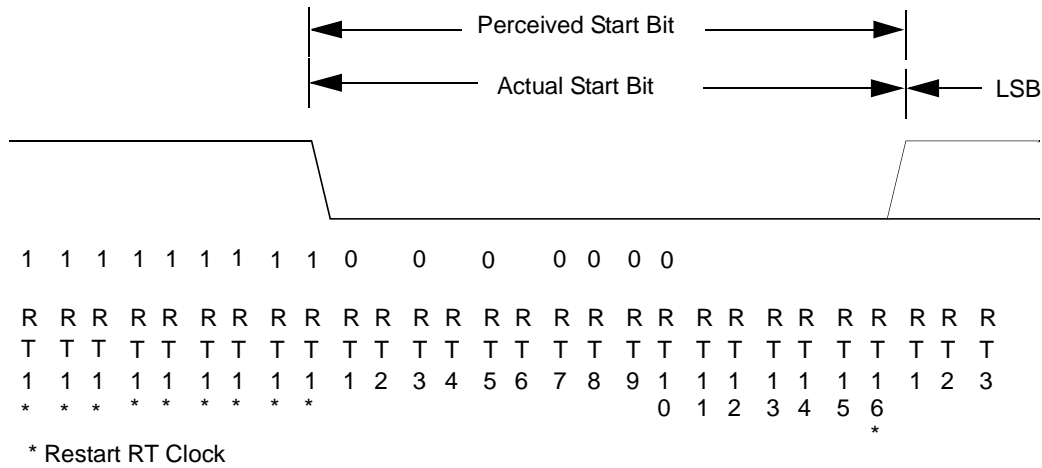 Perceived Start Bit
Actual Start Bit LSB
1 1 1 1 1 1 1 1 1 0 0 0 0 0 0 0
R R R R R R R R R R R R R R R R R R R R R R R R R R R R
T T T T T T T T T T T T T T T T T T T T T T T T T T T T
1 1 1 1 1 1 1 1 1 1 2 3 4 5 6 7 8 9 1 1 1 1 1 1 1 1 2 3
* * * * * * * * * 0 1 2 3 4 5 6
*
* Restart RT Clock